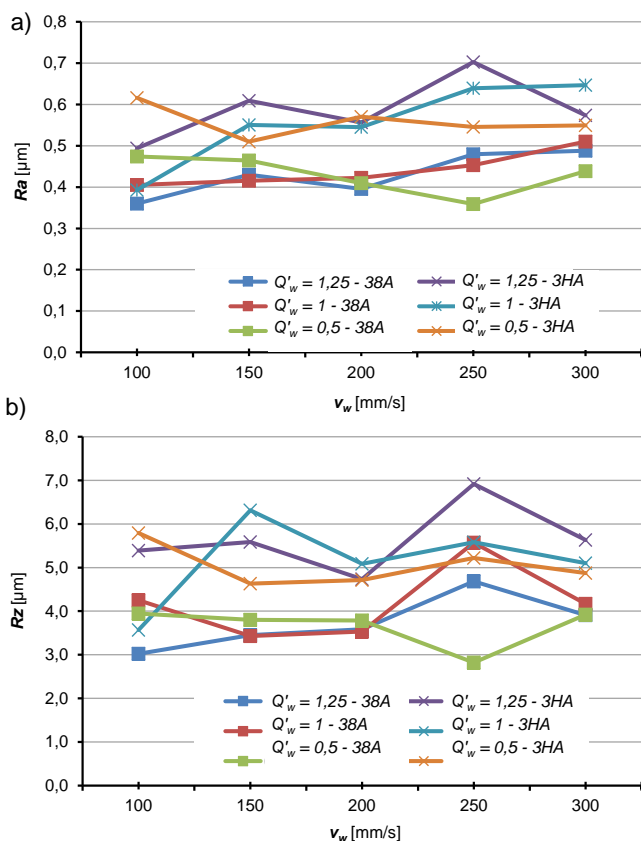 a)
0,8
0,7
0,6
0,5
0,4
0,3
0,2
0,1
0,0
Ra [µm]
Q'w = 1,25 - 38A
Q'w = 1,25 - 3HA
Q'w = 1 - 38A
Q'w = 1 - 3HA
Q'w = 0,5 - 38A
Q'w = 0,5 - 3HA
100 150 200 250 300
vw [mm/s]
b)
8,0
7,0
6,0
5,0
4,0
3,0
2,0
1,0
0,0
Rz [µm]
Q'w = 1,25 - 38A
Q'w = 1,25 - 3HA
Q'w = 1 - 38A
Q'w = 1 - 3HA
Q'w = 0,5 - 38A
Q'w = 0,5 - 3HA
100 150 200 250 300
vw [mm/s]